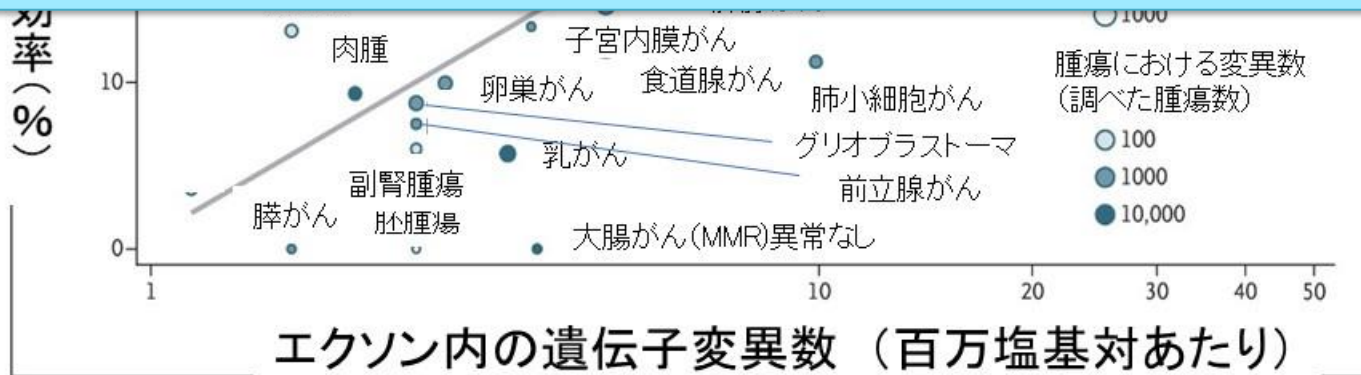 効率(%)
1000
肉腫
子宮内膜がん
腫瘍における変異数
(調べた腫瘍数)
食道腺がん
10
卵巣がん
肺小細胞がん
100
グリオブラストーマ
乳がん
1000
副腎腫瘍
前立腺がん
10,000
膵がん
胚腫瘍
大腸がん(MMR)異常なし
0
1 10 20 30 40 50
エクソン内の遺伝子変異数 (百万塩基対あたり)